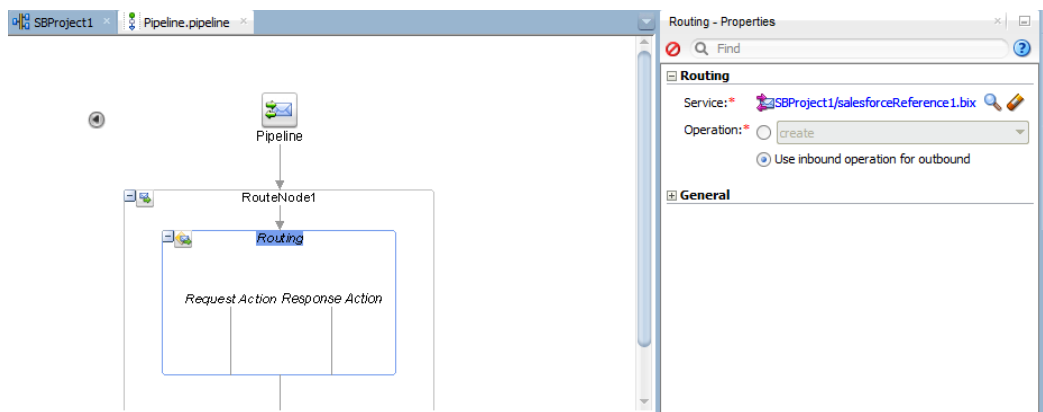 SBProject1
Pipeline.pipeline
Pipeline
RouteNode1
Routing
Request Action Response Action
Routing - Properties
Find
Routing
Service:* SBProject1/salesforceReference1.bix
Operation:* create
Use inbound operation for outbound
General